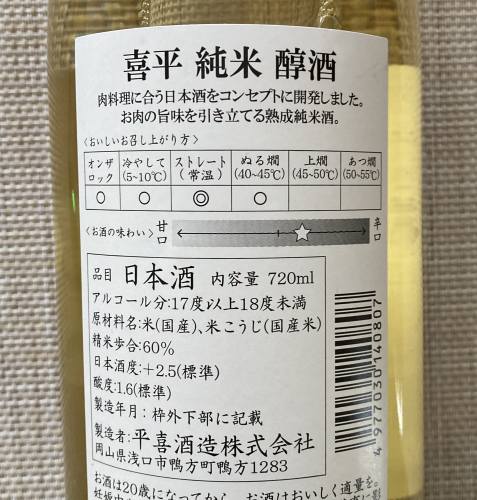 喜平 純米 醇酒
肉料理に合う日本酒をコンセプトに開発しました。
お肉の旨味を引き立てる熟成純米酒。
〈おいしいお召し上がり方〉
オンザロック 冷やして(5~10℃) ストレート(常温) ぬる燗(40~45℃) 上燗(45~50℃) あつ燗(50~55℃)
○ ○ ◎ ○
〈お酒の味わい〉 甘口 辛口
品目 日本酒 内容量 720ml
アルコール分:17度以上18度未満
原材料名:米(国産)、米こうじ(国産米)
精米歩合:60%
日本酒度:+2.5(標準)
酸度:1.6(標準)
製造年月:枠外下部に記載
製造者:平喜酒造株式会社
岡山県浅口市鴨方町鴨方1283
4 977030 140807
お酒は20歳になってから。お酒はおいしく適量を。